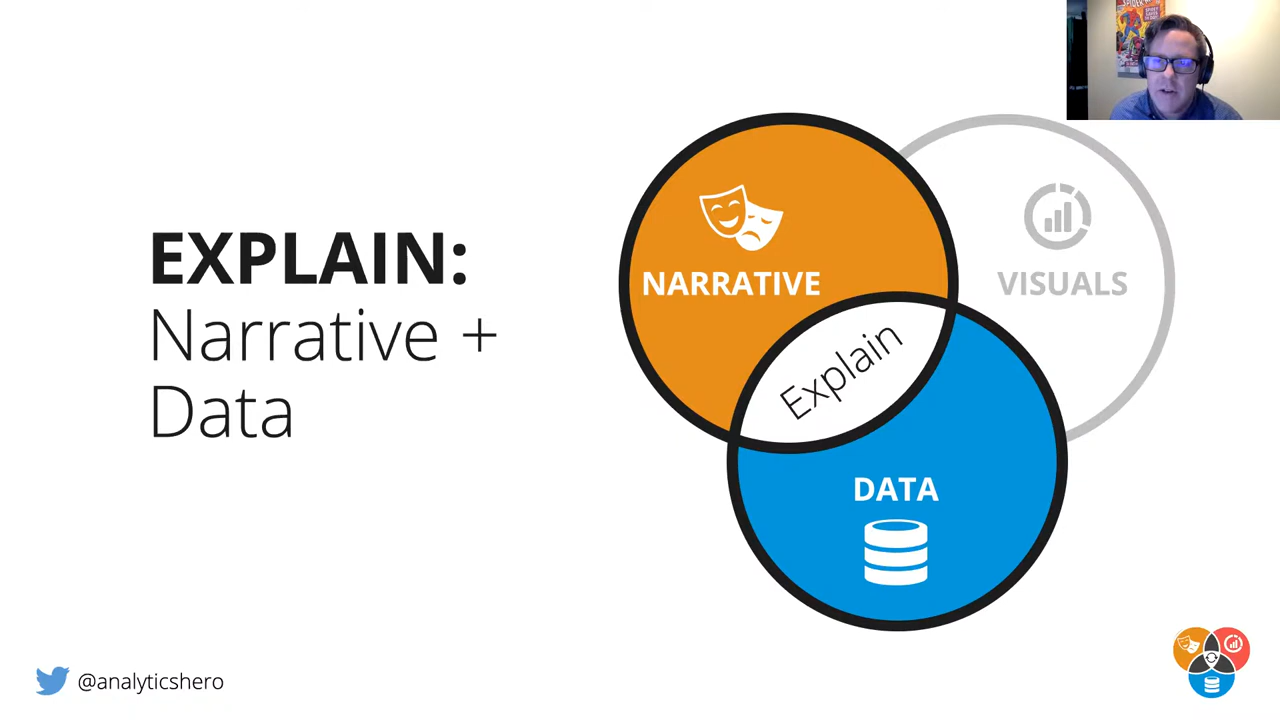 EXPLAIN:
Narrative +
Data
NARRATIVE
VISUALS
Explain
DATA
@analyticshero